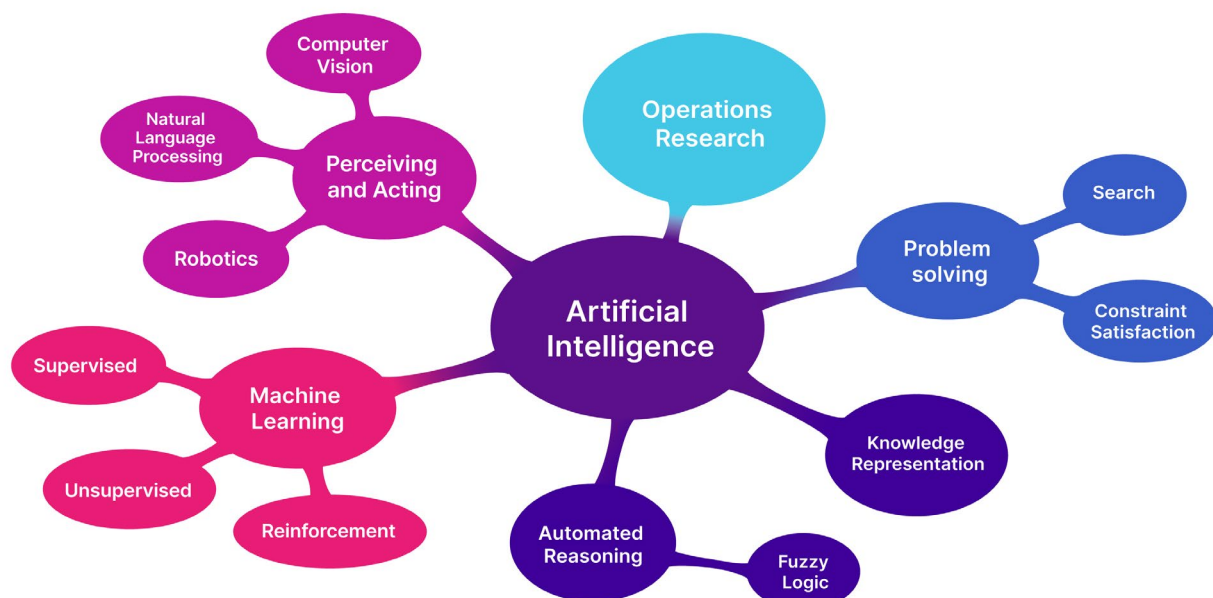 Computer
Vision
Natural
Language
Processing
Perceiving
and Acting
Robotics
Operations
Research
Search
Problem
solving
Constraint
Satisfaction
Artificial
Intelligence
Supervised
Machine
Learning
Unsupervised
Reinforcement
Knowledge
Representation
Automated
Reasoning
Fuzzy
Logic